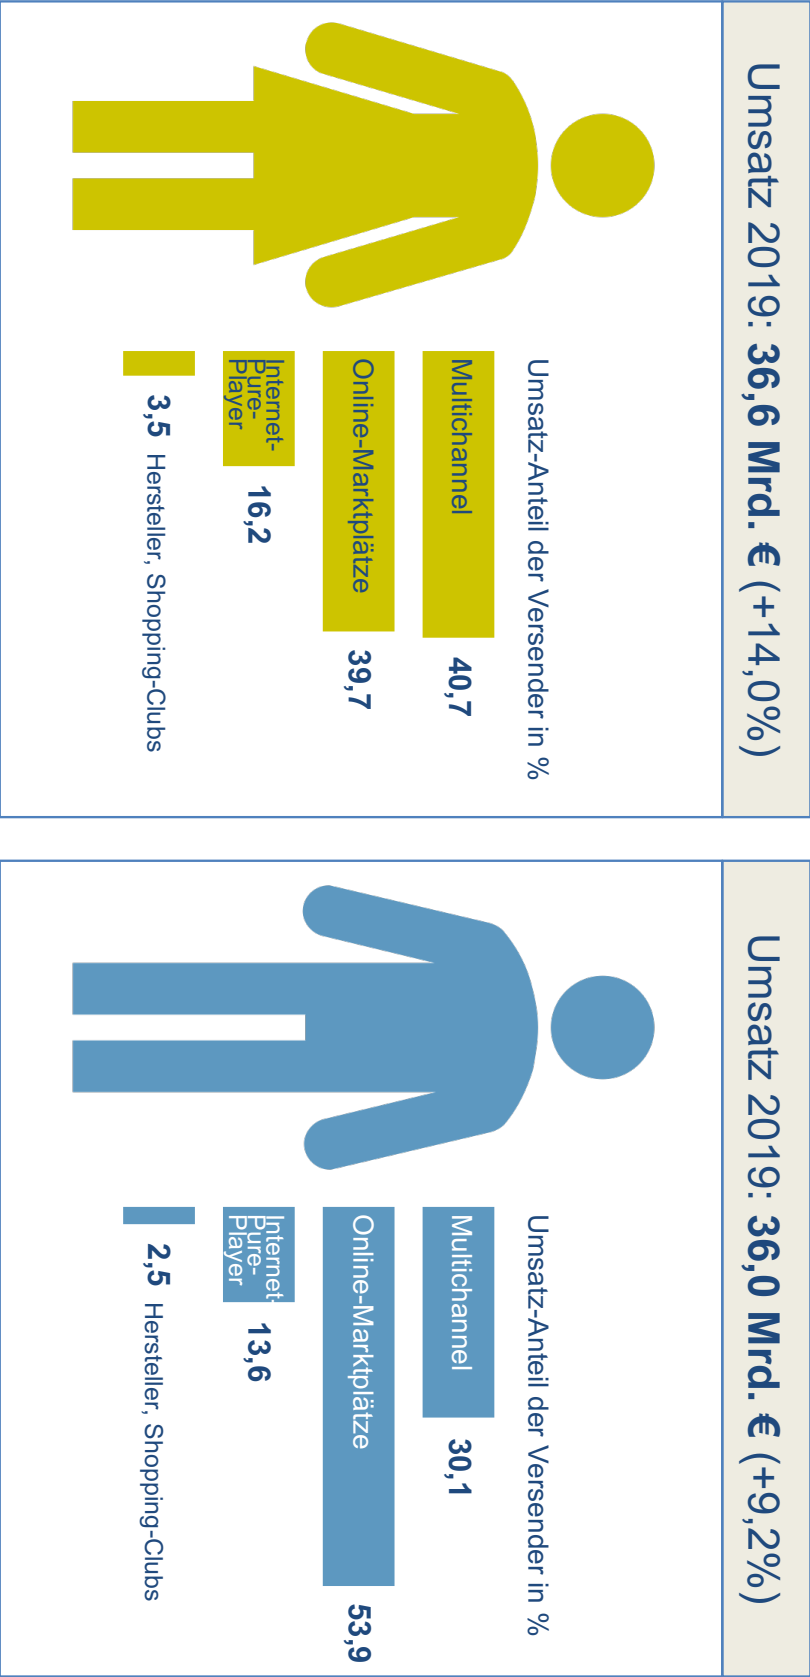 Umsatz 2019: 36,6 Mrd. € (+14,0%)
Umsatz-Anteil der Versender in %
Multichannel
40,7
Online-Marktplätze
39,7
Internet-
Pure-
Player
16,2
3,5 Hersteller, Shopping-Clubs
Umsatz 2019: 36,0 Mrd. € (+9,2%)
Umsatz-Anteil der Versender in %
Multichannel
30,1
Online-Marktplätze
53,9
Internet-
Pure-
Player
13,6
2,5 Hersteller, Shopping-Clubs